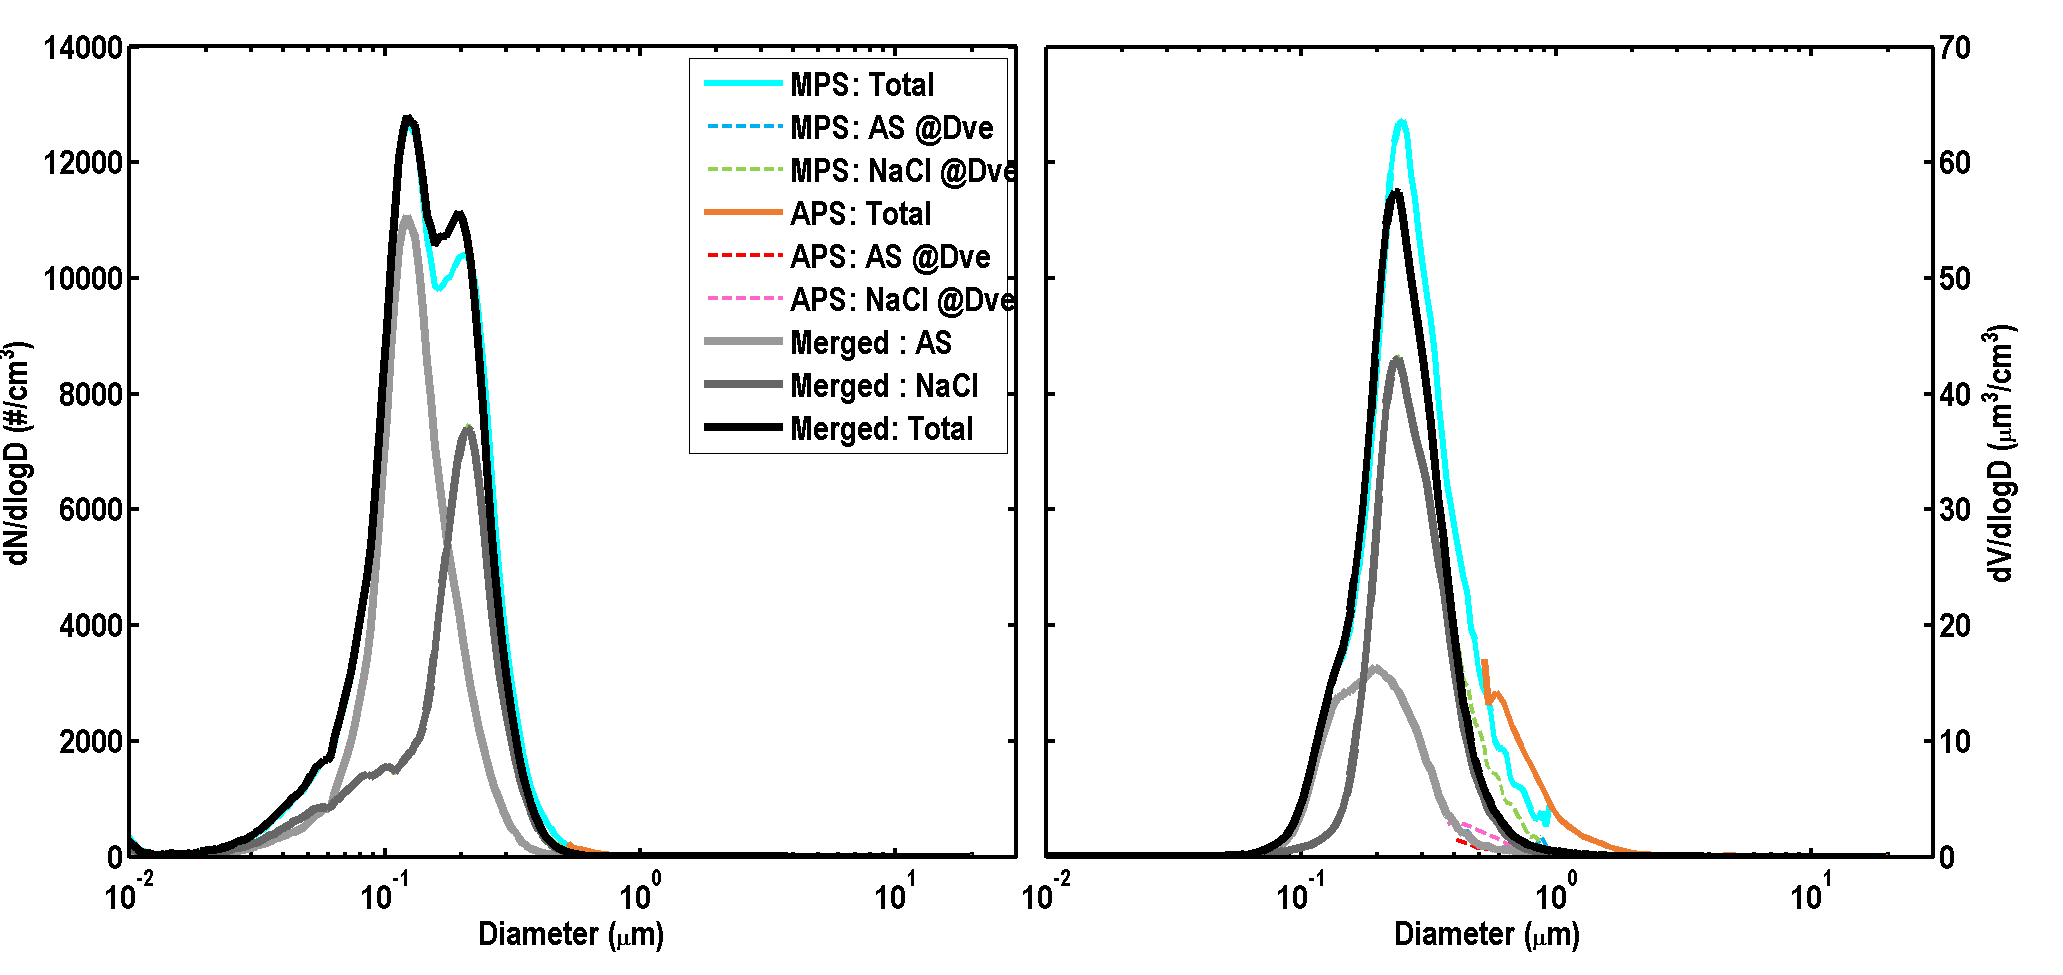 14000
12000
10000
8000
6000
4000
2000
0
dN/dlogD (#/cm³)
10⁻²
10⁻¹
10⁰
10¹
Diameter (μm)
MPS: Total
MPS: AS @Dve
MPS: NaCl @Dve
APS: Total
APS: AS @Dve
APS: NaCl @Dve
Merged : AS
Merged : NaCl
Merged: Total
70
60
50
40
30
20
10
0
dV/dlogD (μm³/cm³)
10⁻²
10⁻¹
10⁰
10¹
Diameter (μm)